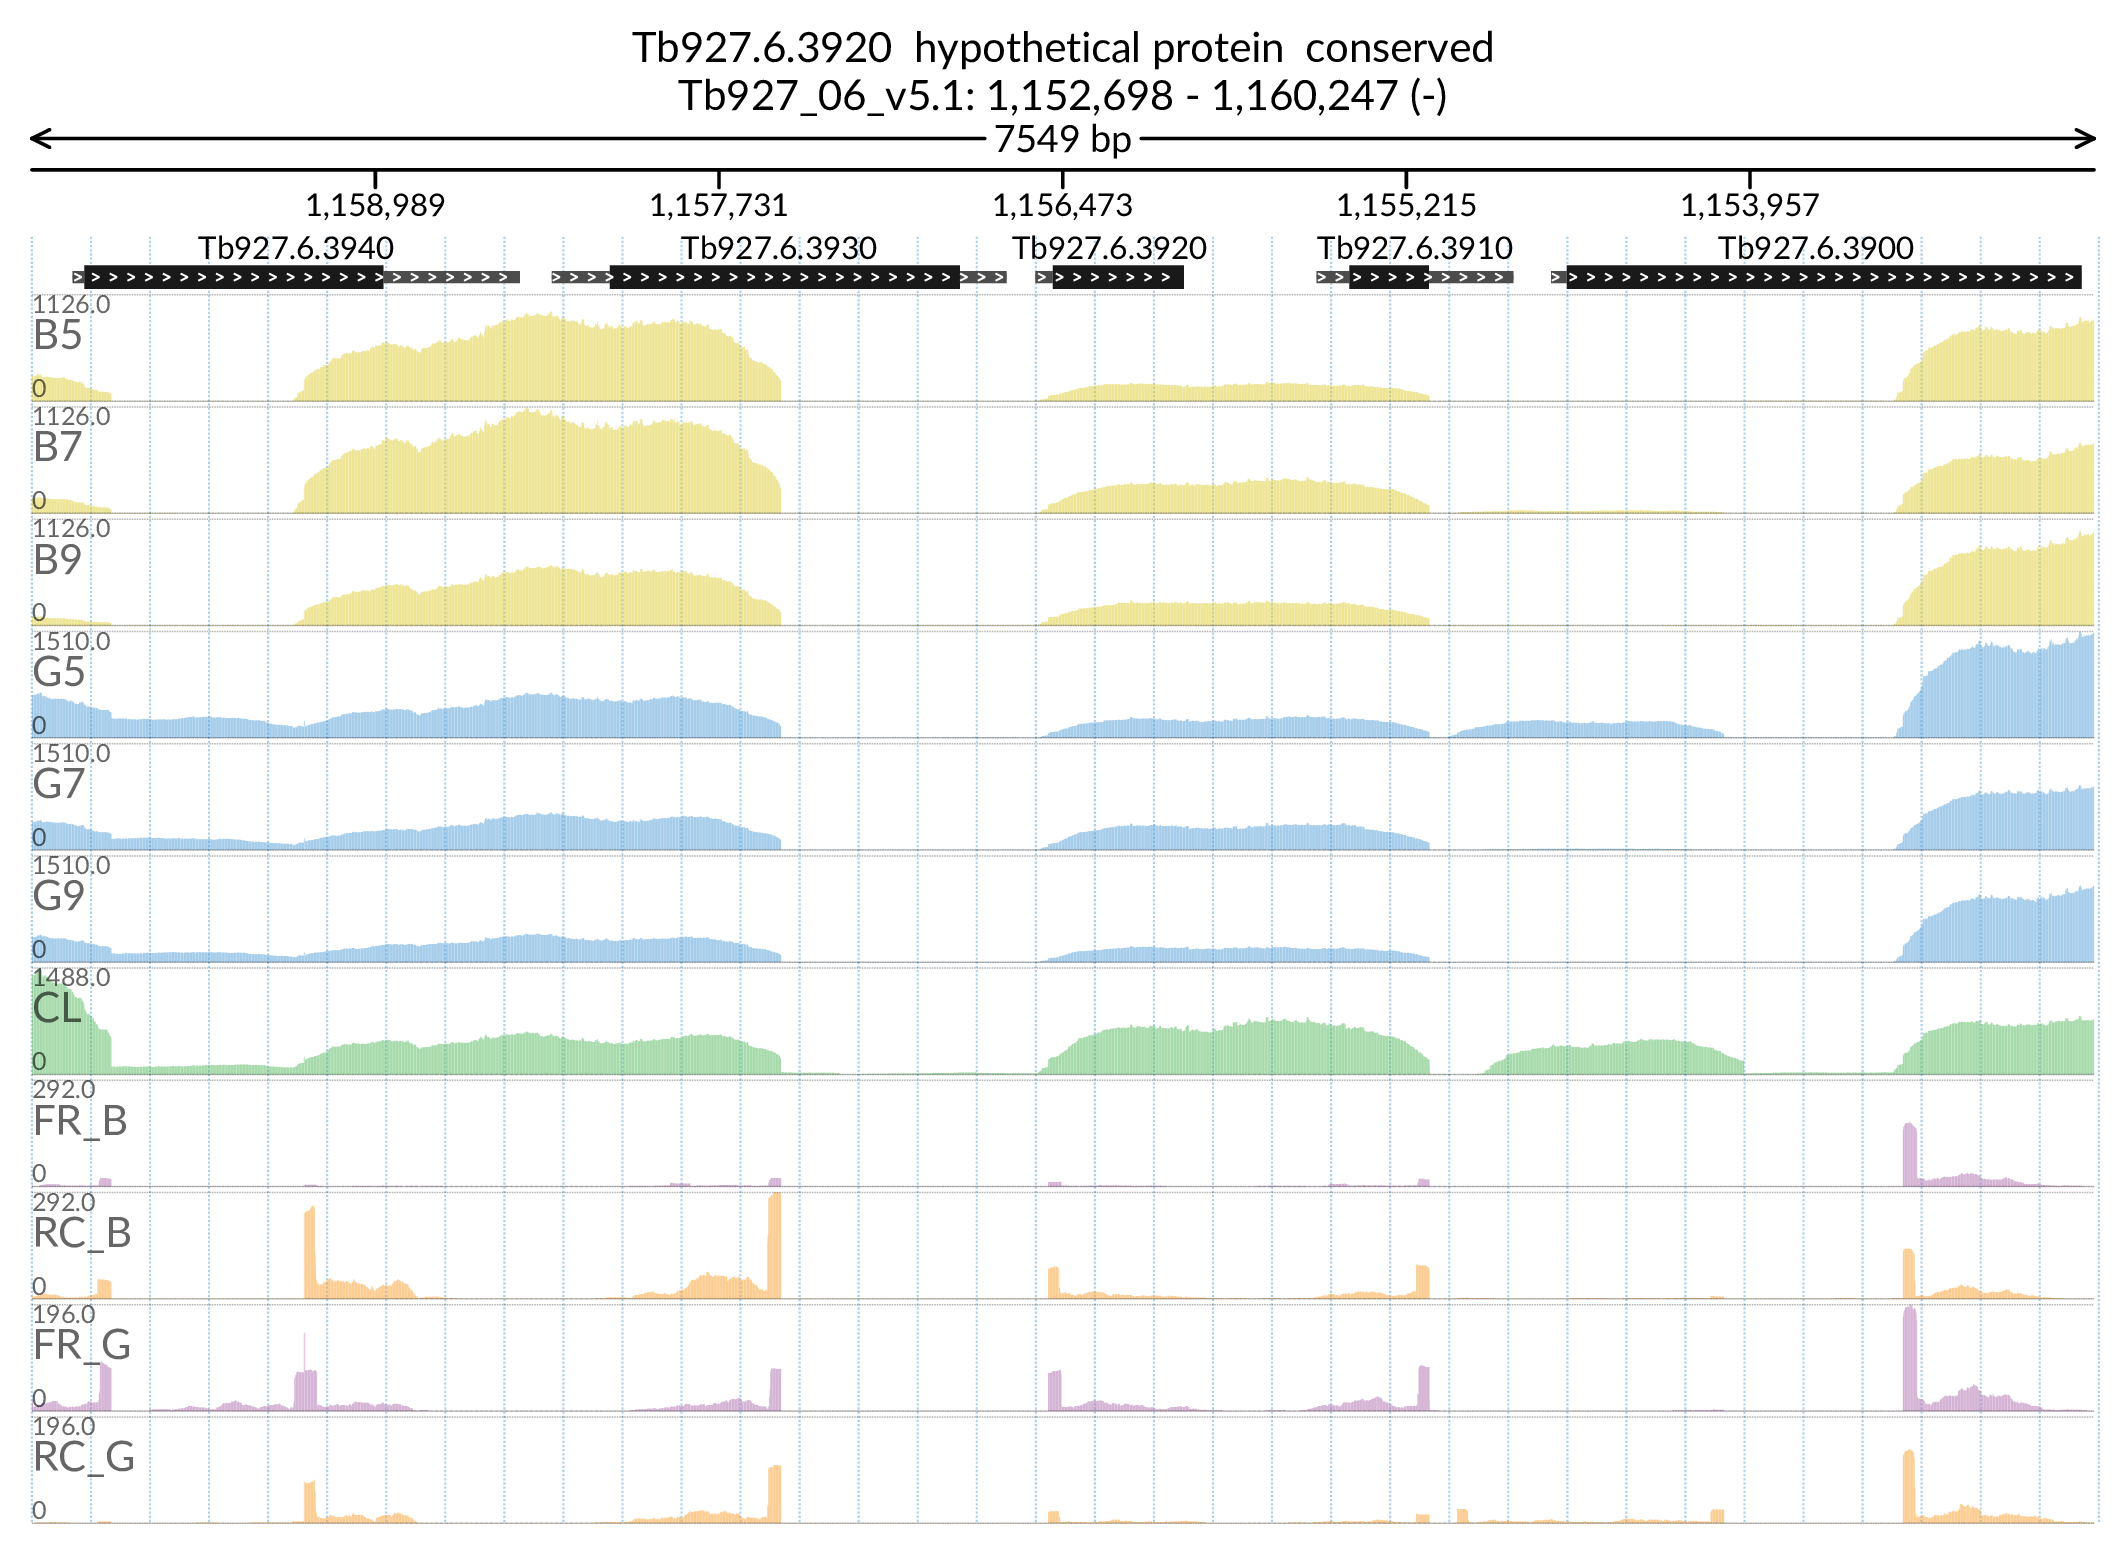 Tb927.6.3920  hypothetical protein  conserved
Tb927_06_v5.1: 1,152,698 - 1,160,247 (-)
7549 bp
1,158,989 1,157,731 1,156,473 1,155,215 1,153,957
Tb927.6.3940 Tb927.6.3930 Tb927.6.3920 Tb927.6.3910 Tb927.6.3900
1126.0
B5
0
1126.0
B7
0
1126.0
B9
0
1510.0
G5
0
1510.0
G7
0
1510.0
G9
0
1488.0
CL
0
292.0
FR_B
0
292.0
RC_B
0
196.0
FR_G
0
196.0
RC_G
0